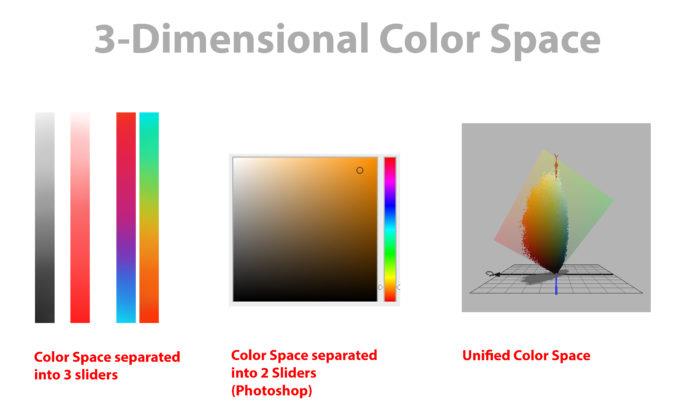 3-Dimensional Color Space
Color Space separated
into 3 sliders
Color Space separated
into 2 Sliders
(Photoshop)
Unified Color Space